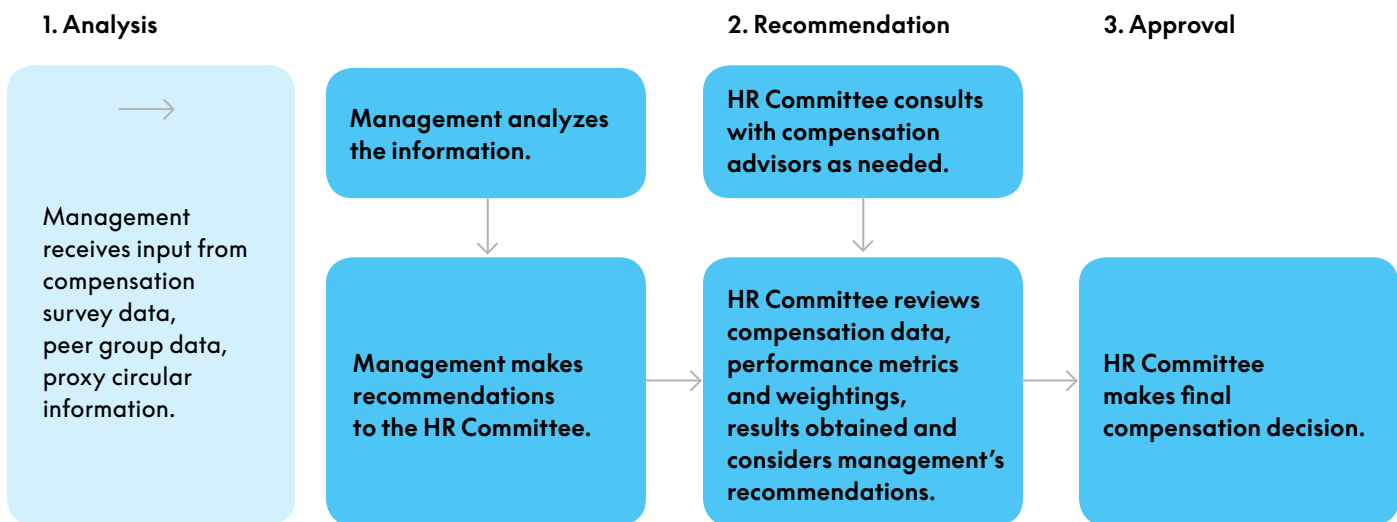 1. Analysis
2. Recommendation
3. Approval
Management
receives input from
compensation
survey data,
peer group data,
proxy circular
information.
Management analyzes
the information.
Management makes
recommendations
to the HR Committee.
HR Committee consults
with compensation
advisors as needed.
HR Committee reviews
compensation data,
performance metrics
and weightings,
results obtained and
considers management’s
recommendations.
HR Committee
makes final
compensation decision.